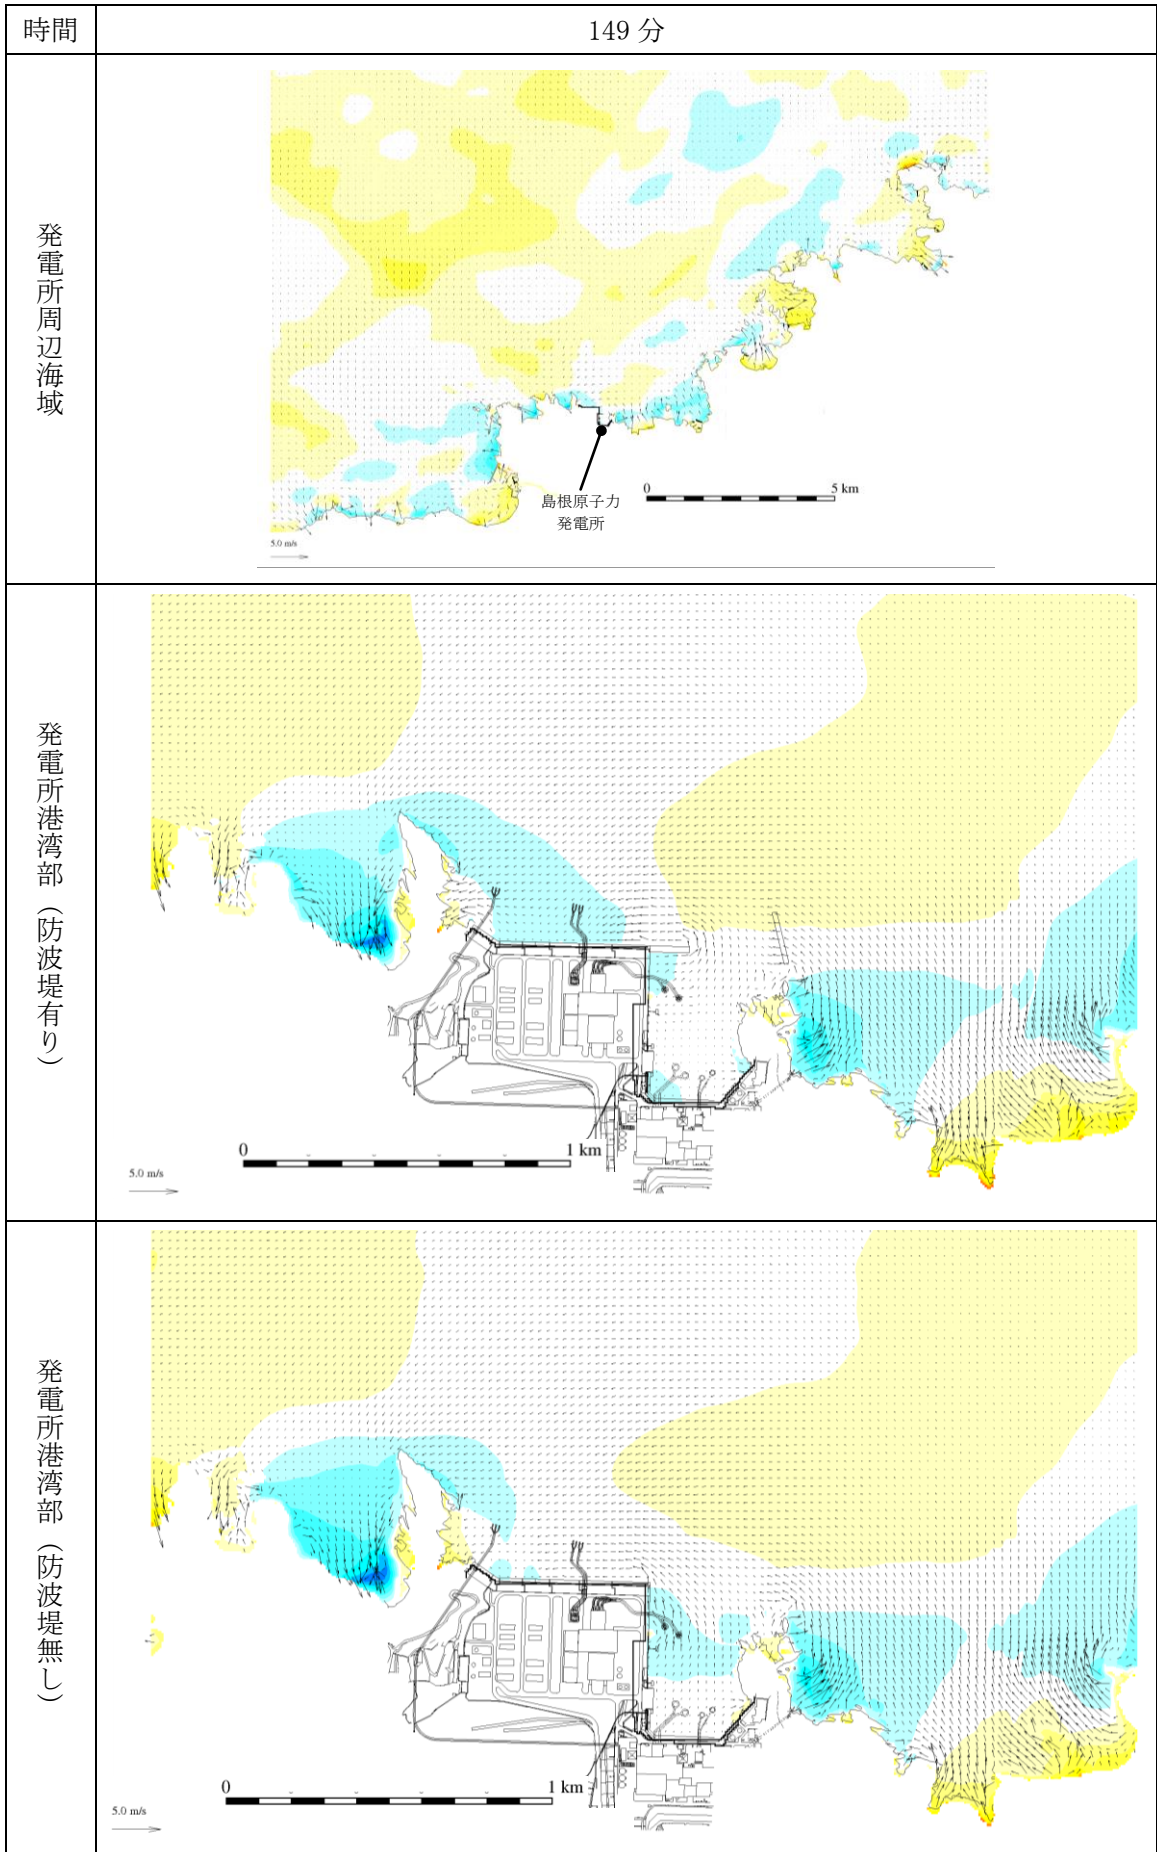 時間
149 分
発電所周辺海域
島根原子力
発電所
0
5 km
5.0 m/s
発電所港湾部（防波堤有り）
0
1 km
5.0 m/s
発電所港湾部（防波堤無し）
0
1 km
5.0 m/s